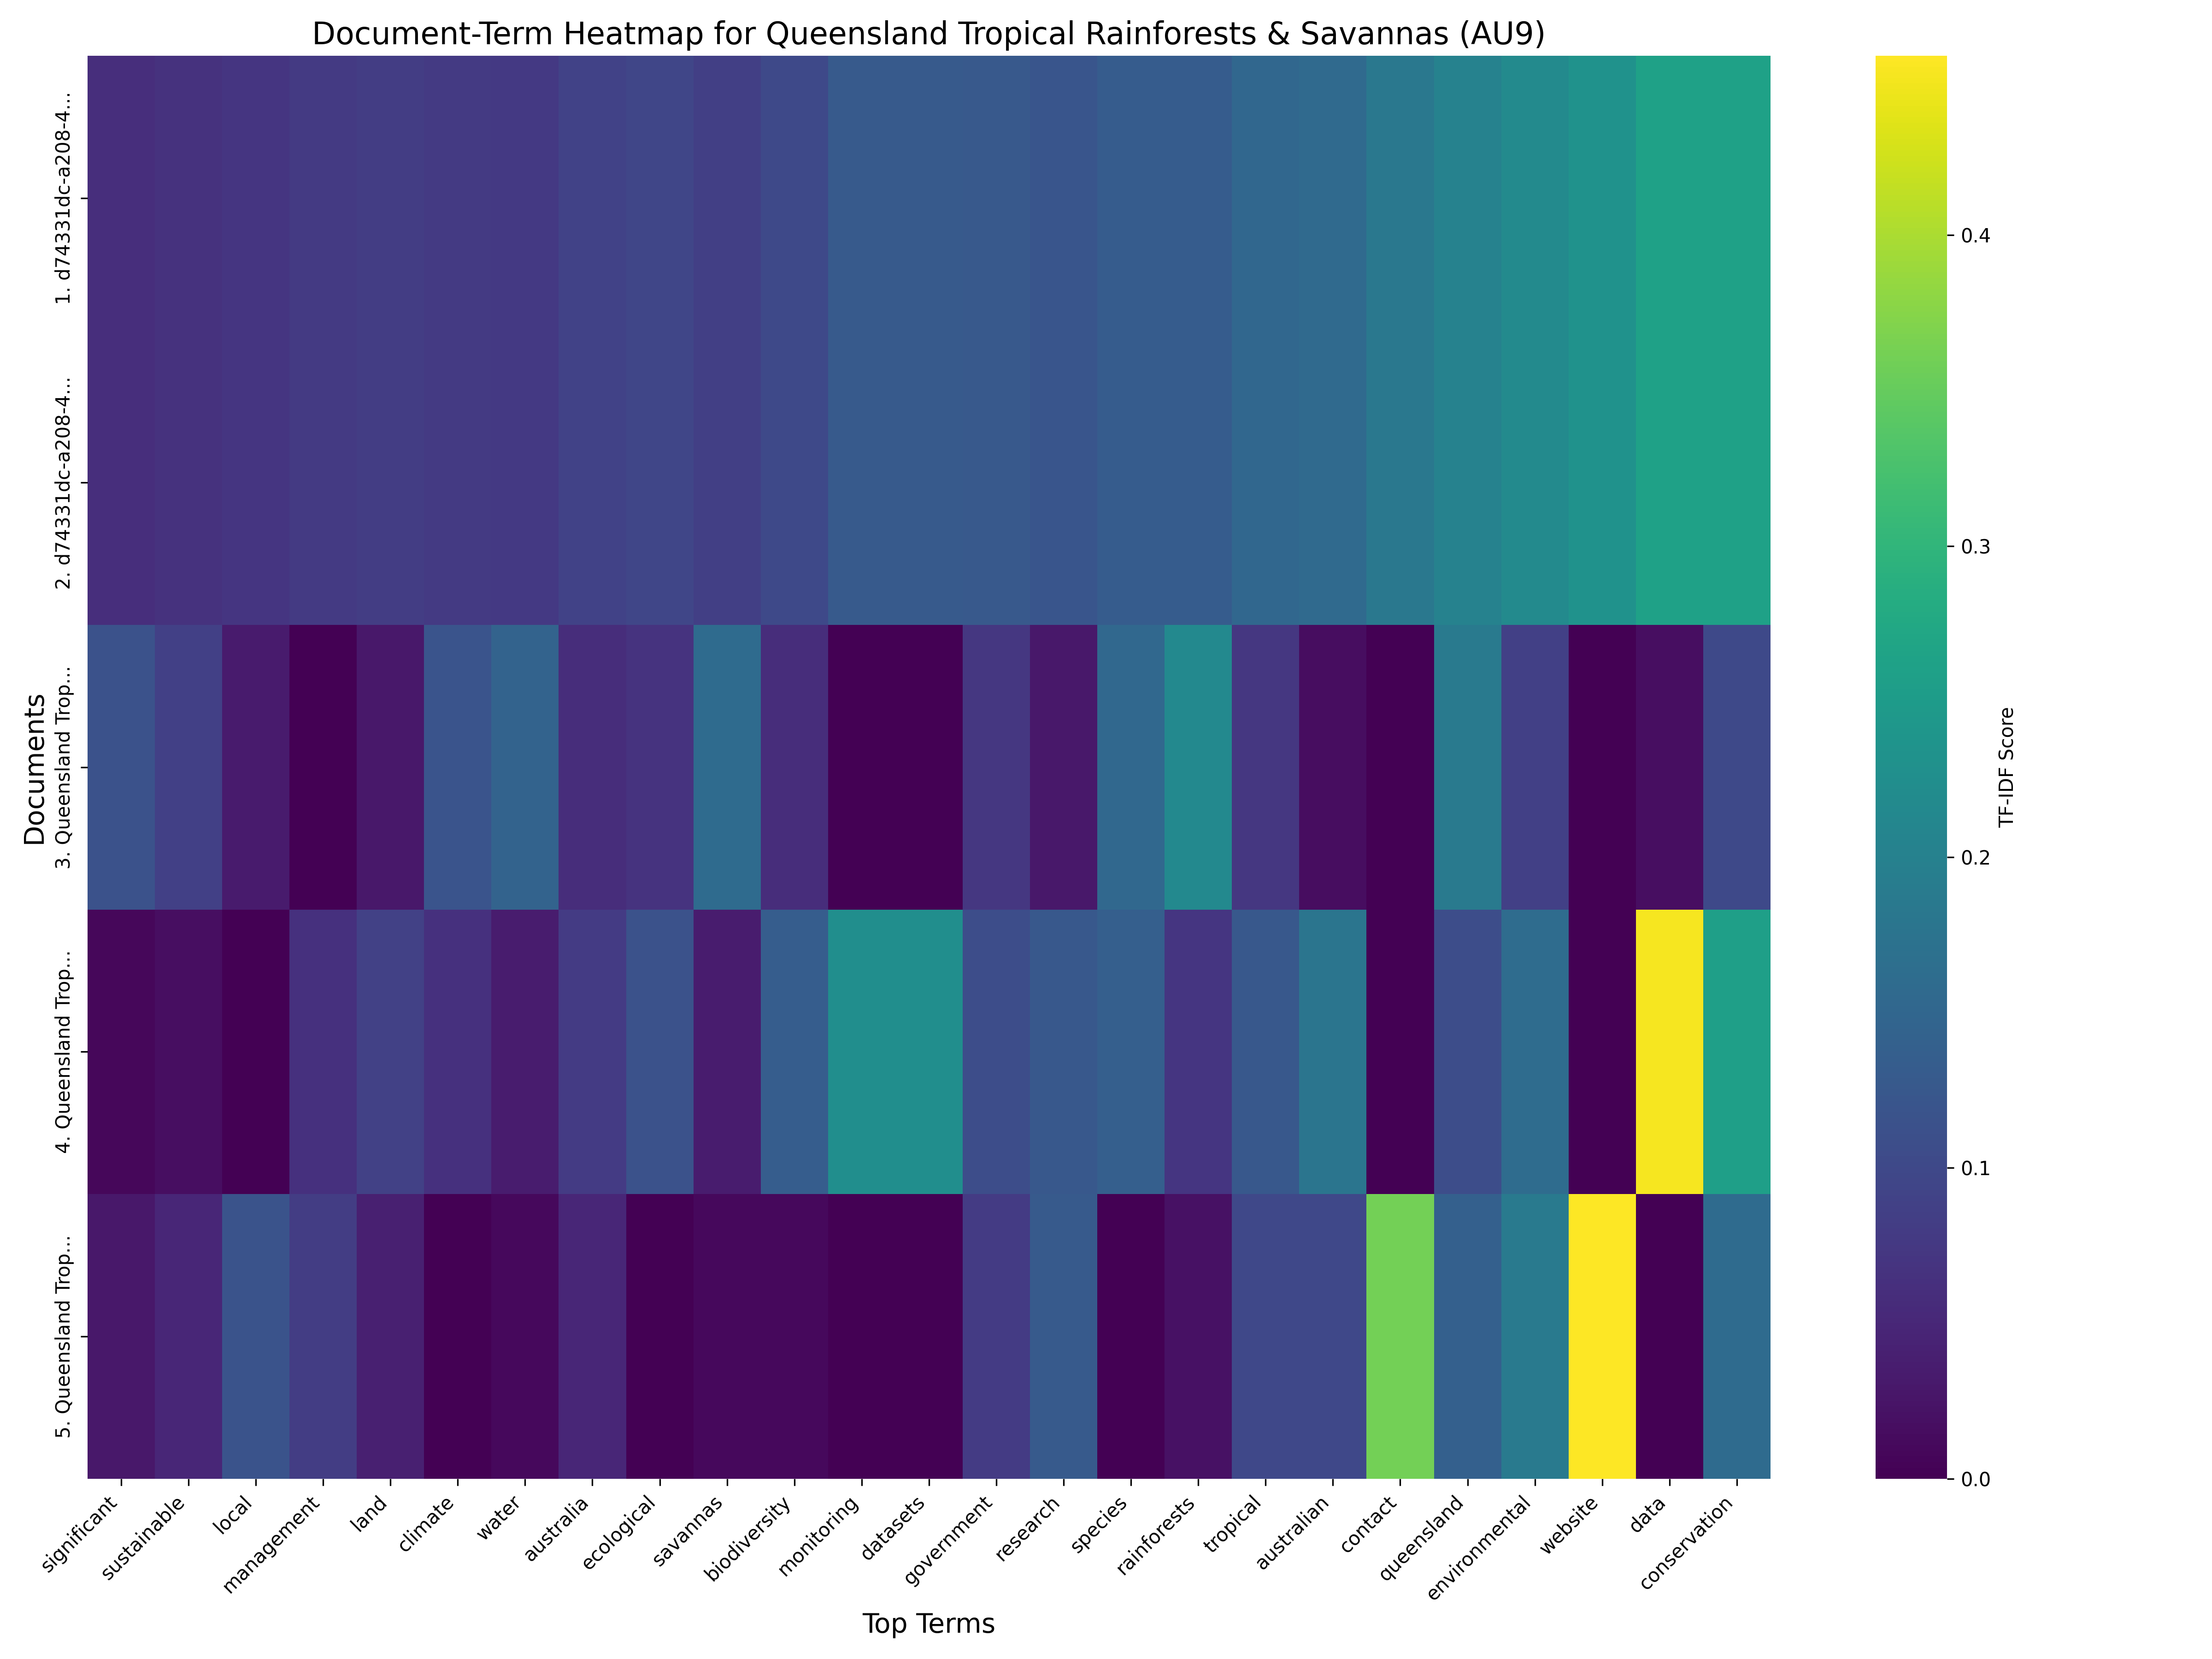 Document-Term Heatmap for Queensland Tropical Rainforests & Savannas (AU9)
Documents
1. d74331dc-a208-4...
2. d74331dc-a208-4...
3. Queensland Trop...
4. Queensland Trop...
5. Queensland Trop...
significant
sustainable
local
management
land
climate
water
australia
ecological
savannas
biodiversity
monitoring
datasets
government
research
species
rainforests
tropical
australian
contact
queensland
environmental
website
data
conservation
Top Terms
0.4
0.3
0.2
0.1
0.0
TF-IDF Score